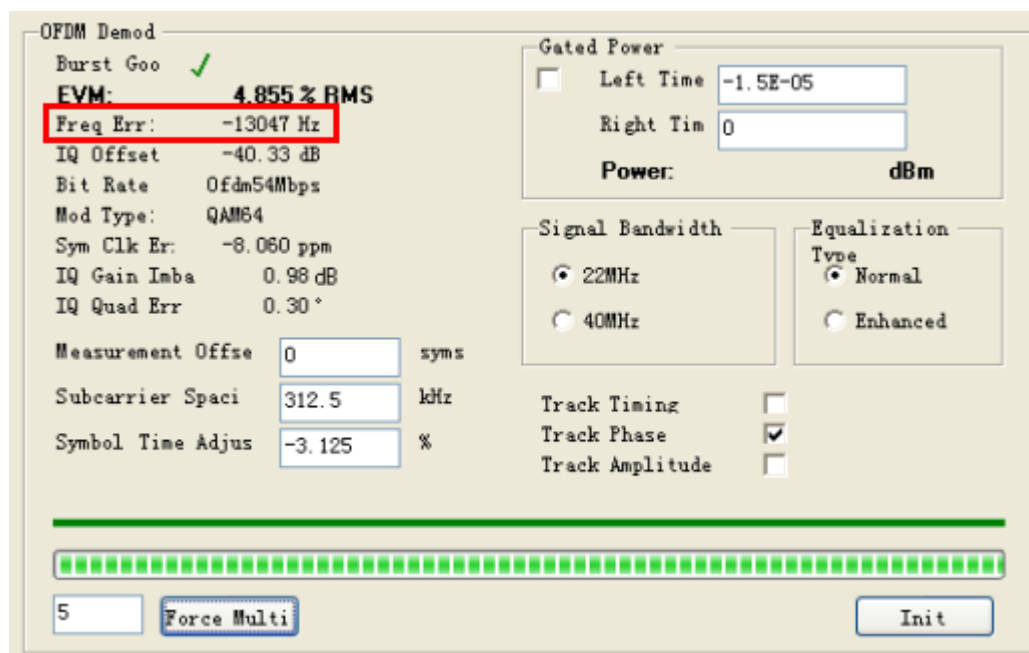 OFDM Demod
Burst Goo
EVM: 4.855 % RMS
Freq Err: -13047 Hz
IQ Offset -40.33 dB
Bit Rate Ofdm54Mbps
Mod Type: QAM64
Sym Clk Er: -8.060 ppm
IQ Gain Imba 0.98 dB
IQ Quad Err 0.30 °
Measurement Offse 0 syms
Subcarrier Spaci 312.5 kHz
Symbol Time Adjus -3.125 %
Gated Power
Left Time -1.5E-05
Right Tim 0
Power: dBm
Signal Bandwidth
22MHz
40MHz
Equalization
Type
Normal
Enhanced
Track Timing
Track Phase
Track Amplitude
5 Force Multi
Init